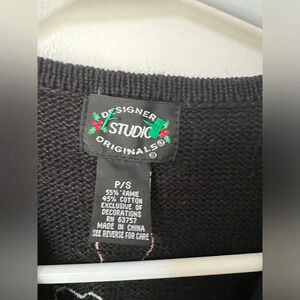 DESIGNER
STUDIO
ORIGINALS®
P/S
55% RAMIE
45% COTTON
EXCLUSIVE OF
DECORATIONS
RN 63757
MADE IN CHINA
SEE REVERSE FOR CARE